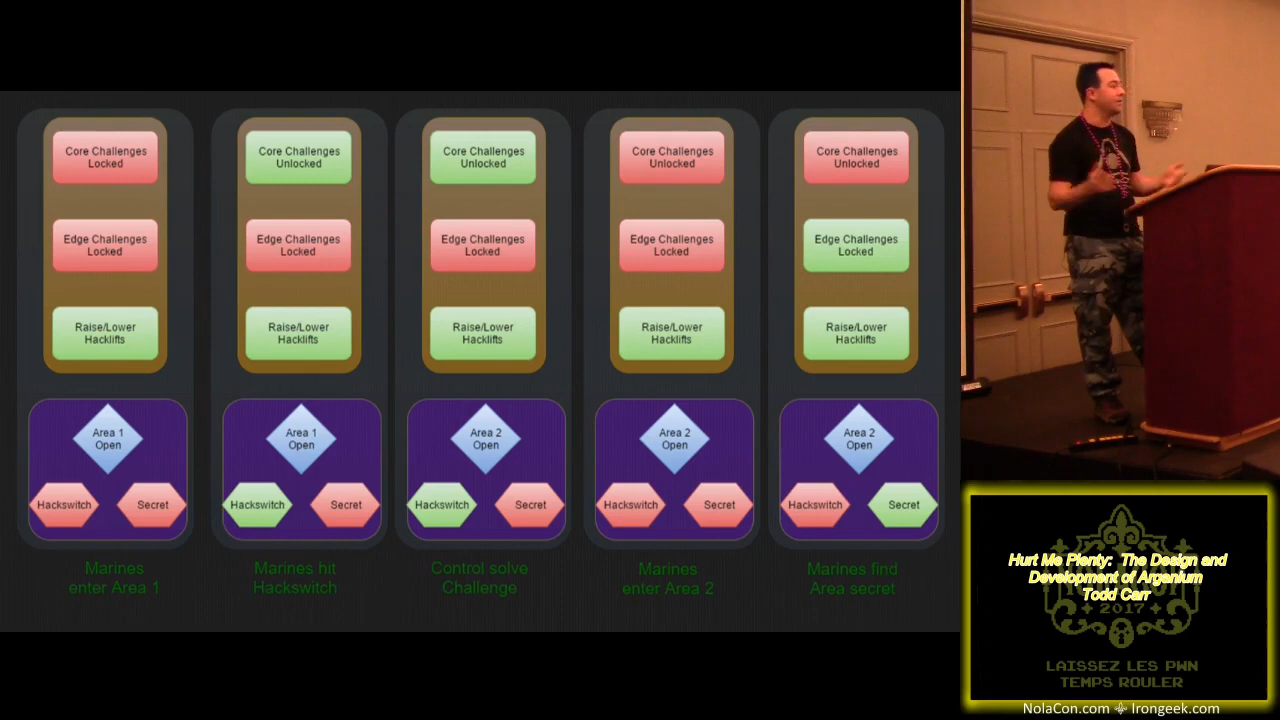 Core Challenges
Locked
Edge Challenges
Locked
Raise/Lower
Hacklifts
Area 1
Open
Hackswitch
Secret
Marines
enter Area 1
Core Challenges
Unlocked
Edge Challenges
Locked
Raise/Lower
Hacklifts
Area 1
Open
Hackswitch
Secret
Marines hit
Hackswitch
Core Challenges
Unlocked
Edge Challenges
Locked
Raise/Lower
Hacklifts
Area 2
Open
Hackswitch
Secret
Control solve
Challenge
Core Challenges
Unlocked
Edge Challenges
Locked
Raise/Lower
Hacklifts
Area 2
Open
Hackswitch
Secret
Marines
enter Area 2
Core Challenges
Unlocked
Edge Challenges
Locked
Raise/Lower
Hacklifts
Area 2
Open
Hackswitch
Secret
Marines find
Area secret
Hurt Me Plenty: The Design and
Development of Arganium
Todd Carr
2017
LAISSEZ LES PWN
TEMPS ROULER
NolaCon.com ⚜ Irongeek.com